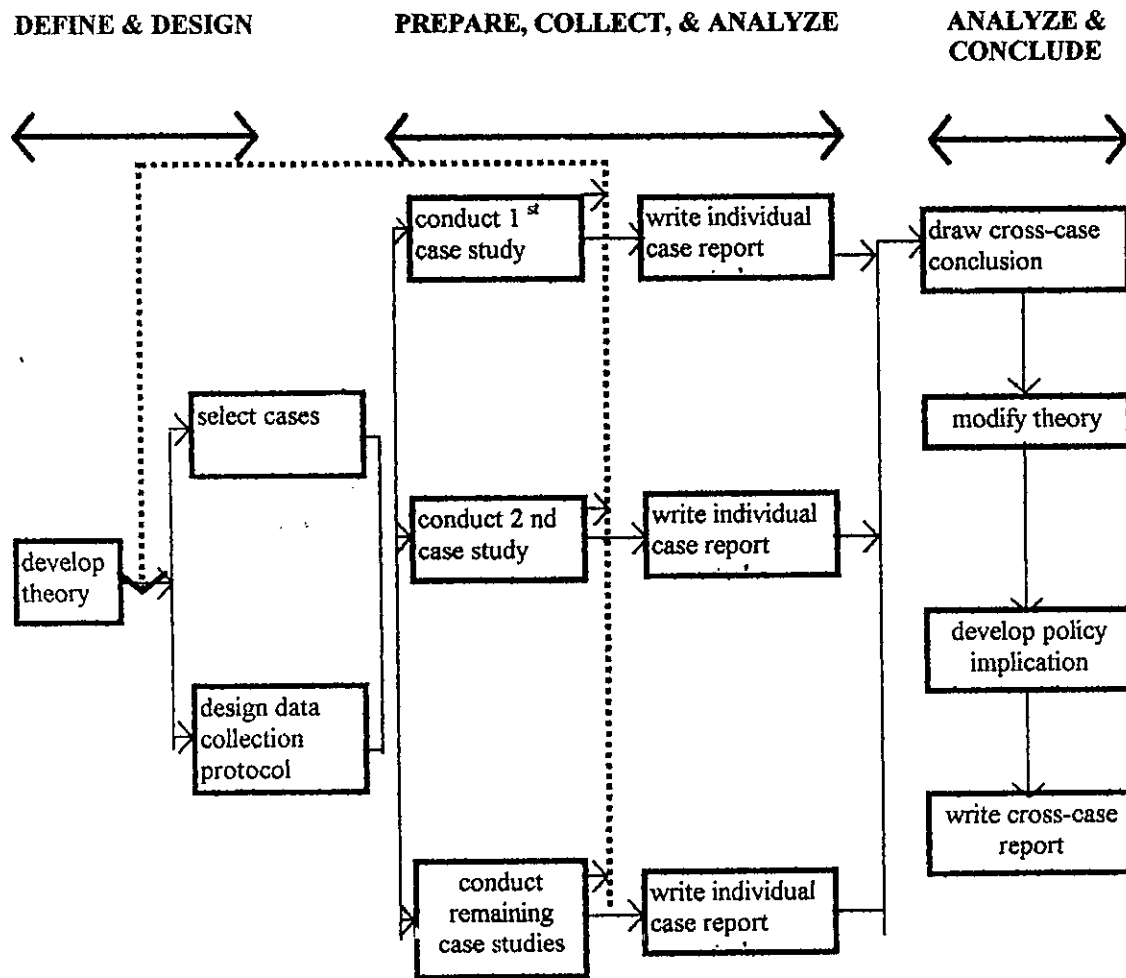 DEFINE & DESIGN
PREPARE, COLLECT, & ANALYZE
ANALYZE &
CONCLUDE
conduct 1 st
case study
write individual
case report
draw cross-case
conclusion
select cases
modify theory
conduct 2 nd
case study
write individual
case report
develop
theory
develop policy
implication
design data
collection
protocol
write cross-case
report
conduct
remaining
case studies
write individual
case report